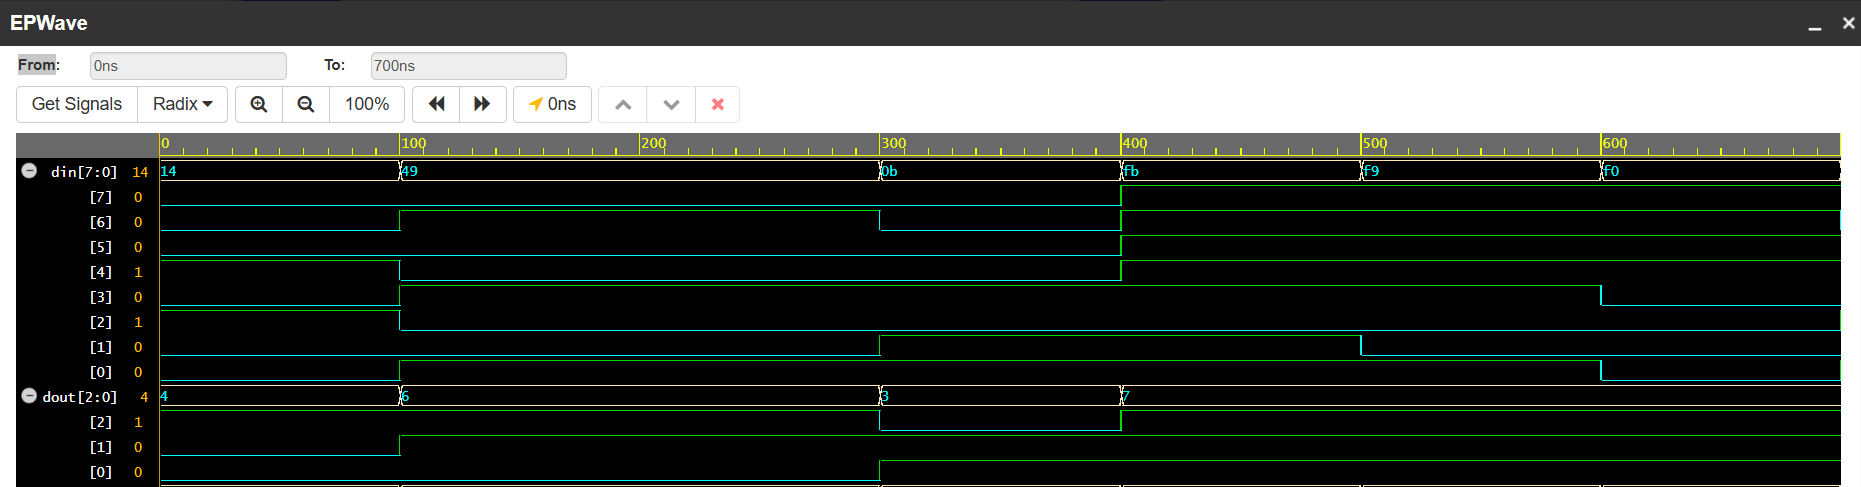 EPWave
From: 0ns To: 700ns
Get Signals Radix 100% 0ns
0 100 200 300 400 500 600
din[7:0] 14 14 49 0b fb f9 f0
[7] 0
[6] 0
[5] 0
[4] 1
[3] 0
[2] 1
[1] 0
[0] 0
dout[2:0] 4 4 6 3 7
[2] 1
[1] 0
[0] 0